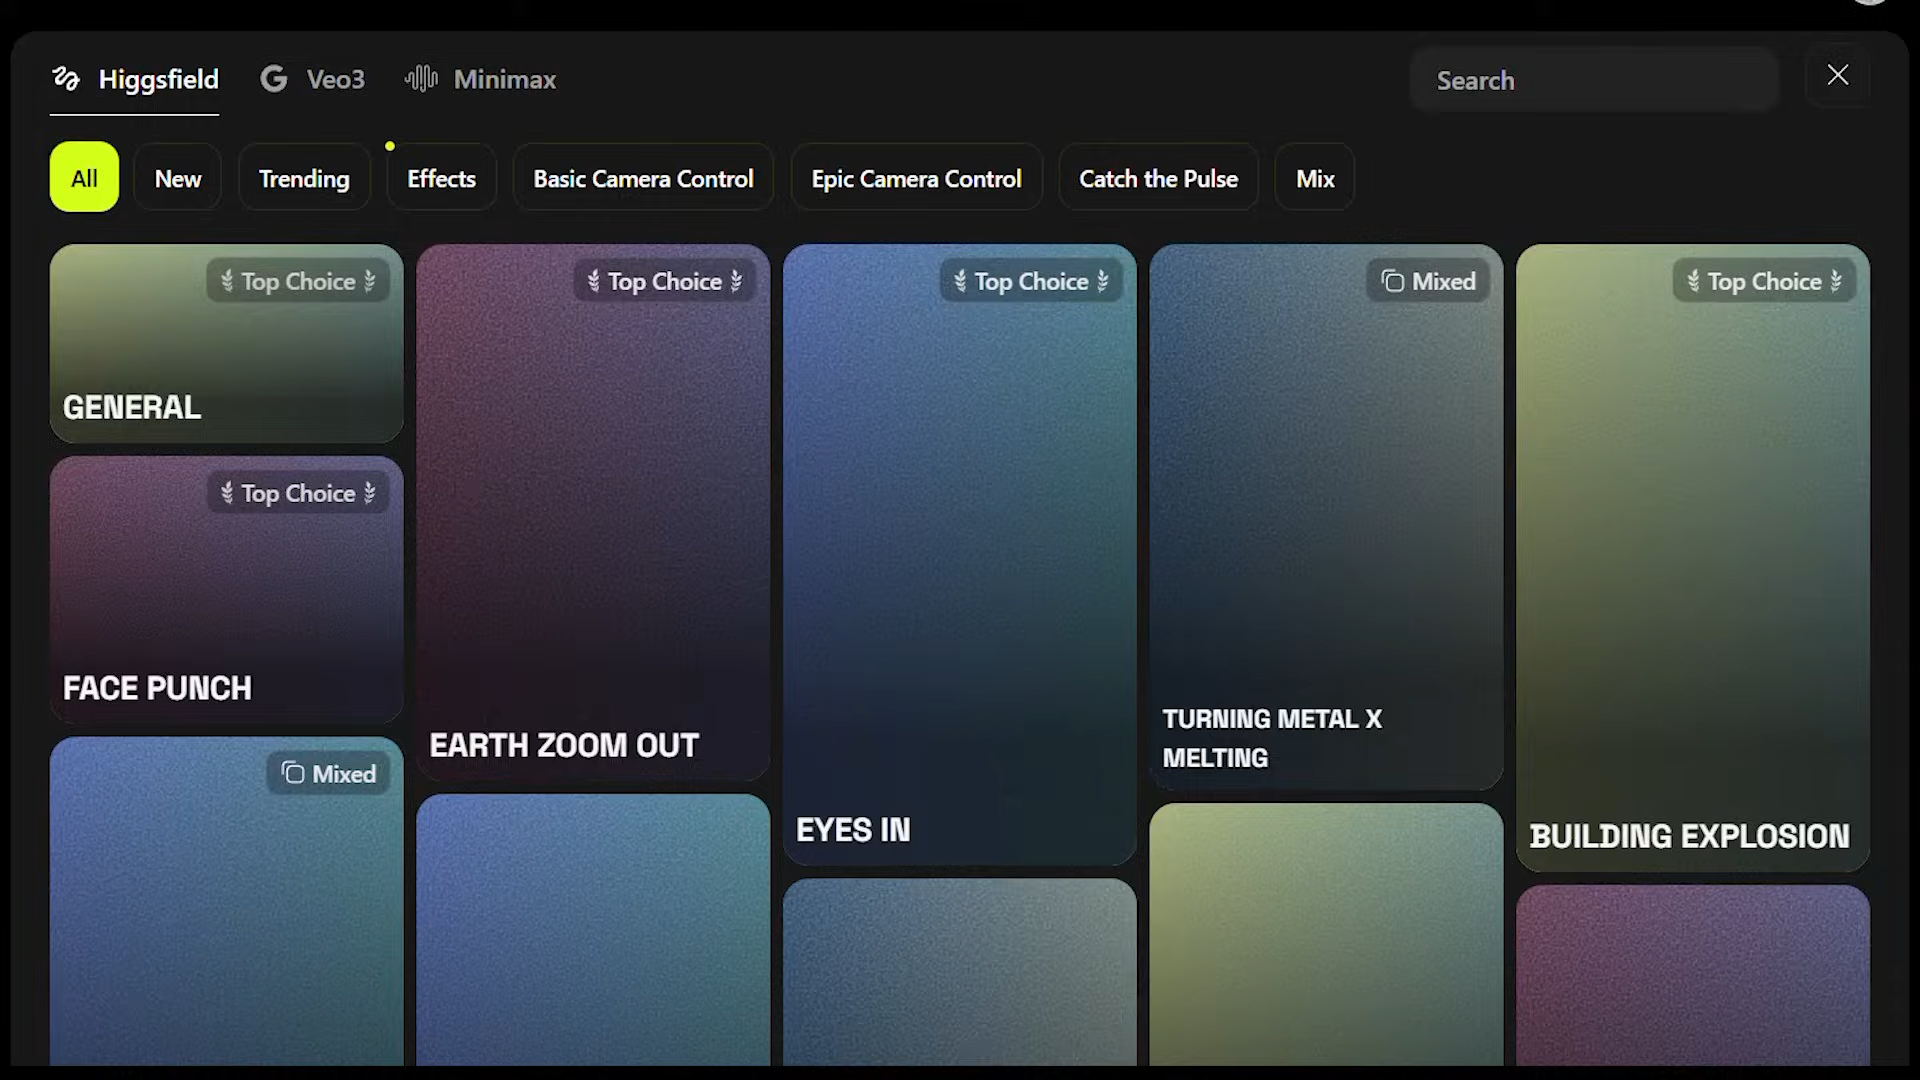 Higgsfield
Veo3
Minimax
Search
All
New
Trending
Effects
Basic Camera Control
Epic Camera Control
Catch the Pulse
Mix
Top Choice
GENERAL
Top Choice
FACE PUNCH
Mixed
Top Choice
EARTH ZOOM OUT
Top Choice
EYES IN
Mixed
TURNING METAL X
MELTING
Top Choice
BUILDING EXPLOSION